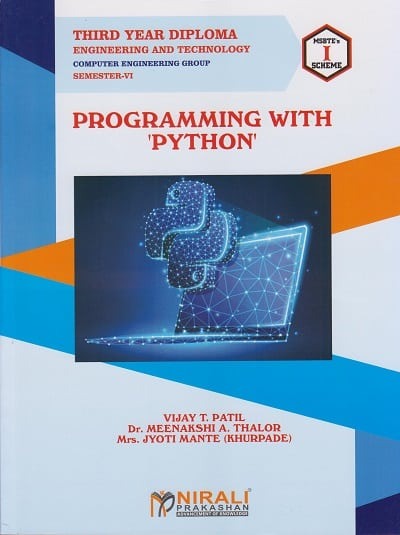 THIRD YEAR DIPLOMA
ENGINEERING AND TECHNOLOGY
COMPUTER ENGINEERING GROUP
SEMESTER-VI
MSBTE's
I
SCHEME
PROGRAMMING WITH
'PYTHON'
VIJAY T. PATIL
Dr. MEENAKSHI A. THALOR
Mrs. JYOTI MANTE (KHURPADE)
NIRALI
PRAKASHAN
ADVANCEMENT OF KNOWLEDGE